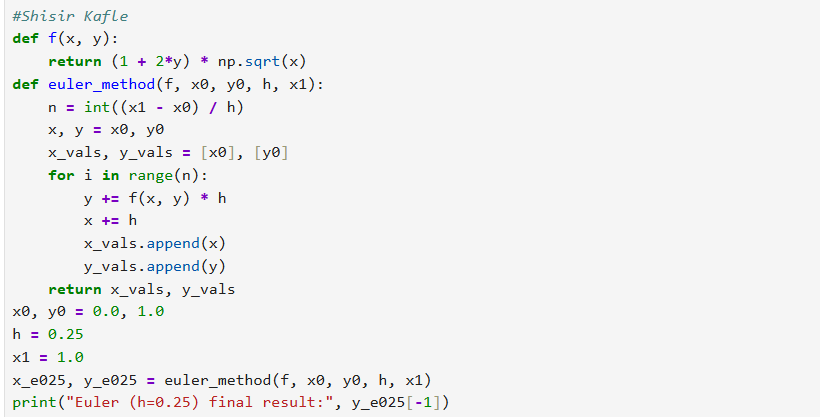 #Shisir Kafle
def f(x, y):
    return (1 + 2*y) * np.sqrt(x)
def euler_method(f, x0, y0, h, x1):
    n = int((x1 - x0) / h)
    x, y = x0, y0
    x_vals, y_vals = [x0], [y0]
    for i in range(n):
        y += f(x, y) * h
        x += h
        x_vals.append(x)
        y_vals.append(y)
    return x_vals, y_vals
x0, y0 = 0.0, 1.0
h = 0.25
x1 = 1.0
x_e025, y_e025 = euler_method(f, x0, y0, h, x1)
print("Euler (h=0.25) final result:", y_e025[-1])